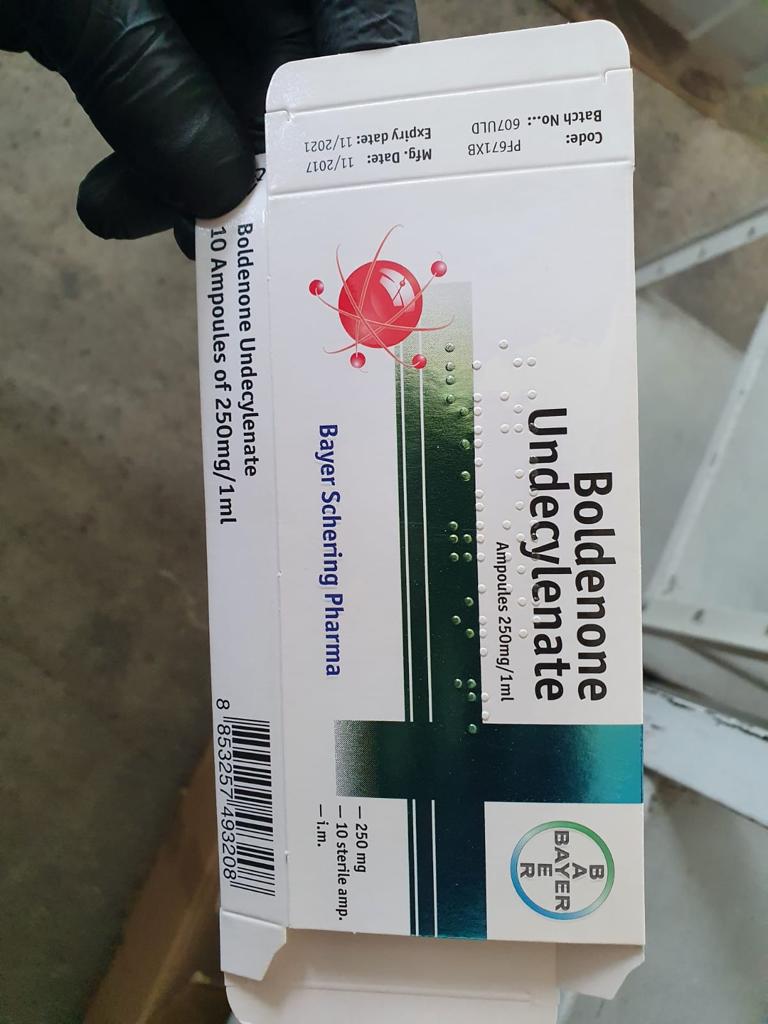 Code: PF671XB
Batch No..: 607ULD
Mfg. Date: 11/2017
Expiry date: 11/2021
Boldenone
Undecylenate
Ampoules 250mg/1ml
Bayer Schering Pharma
– 250 mg
– 10 sterile amp.
– i.m.
BAYER
BAYER
Boldenone Undecylenate
10 Ampoules of 250mg/1ml
8 853257 493208